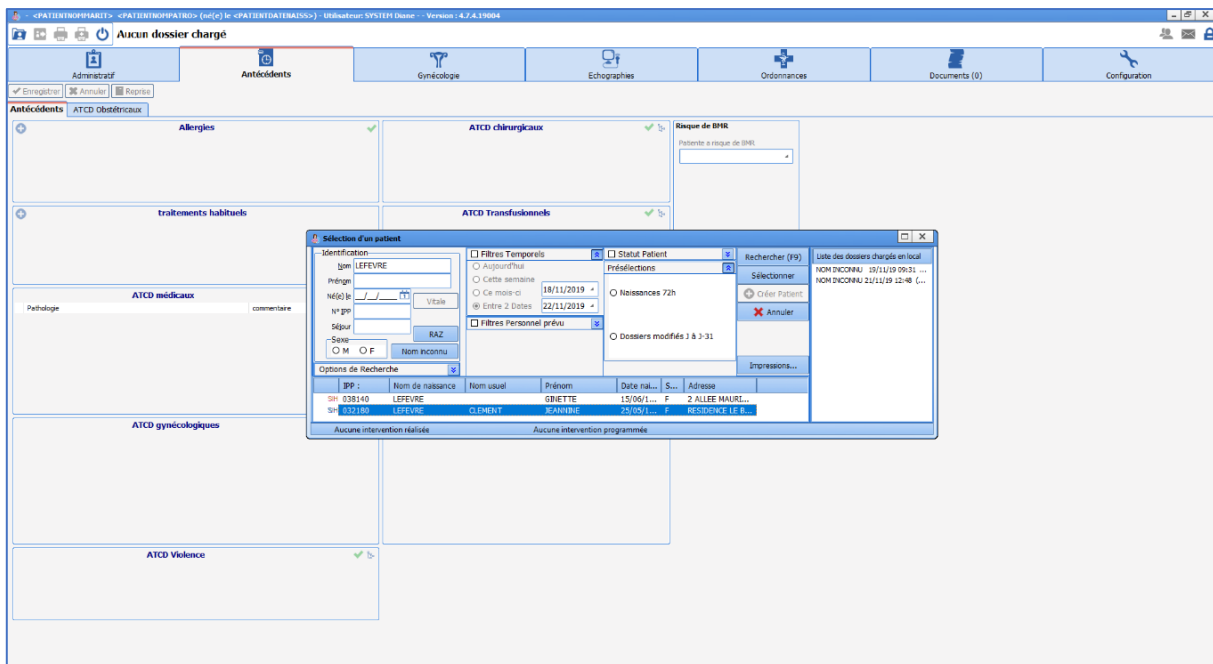 - <PATIENTNOMMARIT> <PATIENTNOMPATRO> (né(e) le <PATIENTDATENAISS>) - Utilisateur: SYSTEM Diane - - Version : 4.7.4.19004
Aucun dossier chargé
Administratif Antécédents Gynécologie Echographies Ordonnances Documents (0) Configuration
Enregistrer Annuler Reprise
Antécédents ATCD Obstétricaux
Allergies
ATCD chirurgicaux
Risque de BMR
Patiente a risque de BMR
traitements habituels
ATCD Transfusionnels
ATCD médicaux
Pathologie commentaire
ATCD gynécologiques
ATCD Violence
Sélection d'un patient
Identification
Nom LEFEVRE
Prénom
Né(e) le __/__/____
Vitale
N° IPP
Séjour
RAZ
Sexe
M F
Nom inconnu
Options de Recherche
Filtres Temporels
Aujourd'hui
Cette semaine
Ce mois-ci
Entre 2 Dates
18/11/2019
22/11/2019
Filtres Personnel prévu
Statut Patient
Présélections
Naissances 72h
Dossiers modifiés J à J-31
Rechercher (F9)
Sélectionner
Créer Patient
Annuler
Impressions...
Liste des dossiers chargés en local
NOM INCONNU 19/11/19 09:31 ...
NOM INCONNU 21/11/19 12:48 (...
IPP : Nom de naissance Nom usuel Prénom Date nai... S... Adresse
SIH 038140 LEFEVRE GINETTE 15/06/1... F 2 ALLEE MAURI...
SIH 032180 LEFEVRE CLEMENT JEANNINE 25/05/1... F RESIDENCE LE B...
Aucune intervention réalisée Aucune intervention programmée